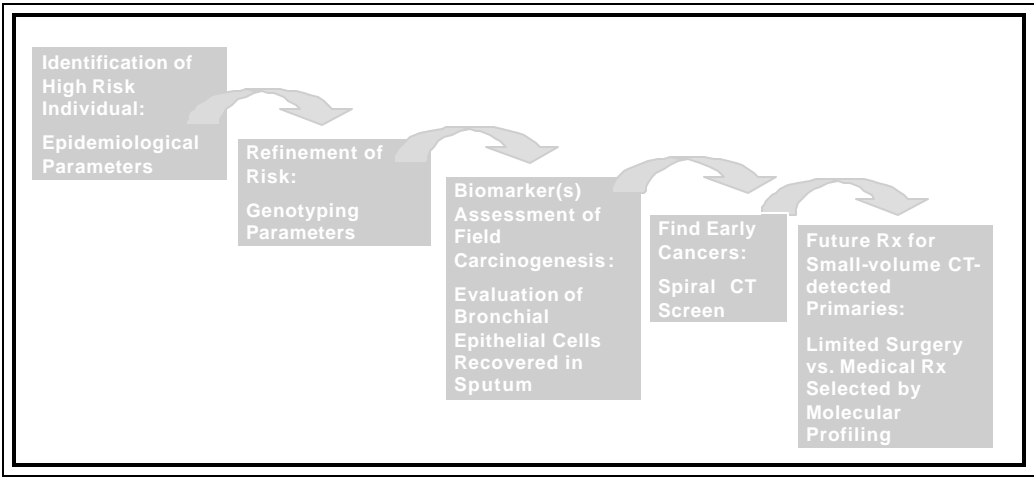 Identification of
High Risk
Individual:
Epidemiological
Parameters
Refinement of
Risk:
Genotyping
Parameters
Biomarker(s)
Assessment of
Field
Carcinogenesis:
Evaluation of
Bronchial
Epithelial Cells
Recovered in
Sputum
Find Early
Cancers:
Spiral CT
Screen
Future Rx for
Small-volume CT-
detected
Primaries:
Limited Surgery
vs. Medical Rx
Selected by
Molecular
Profiling